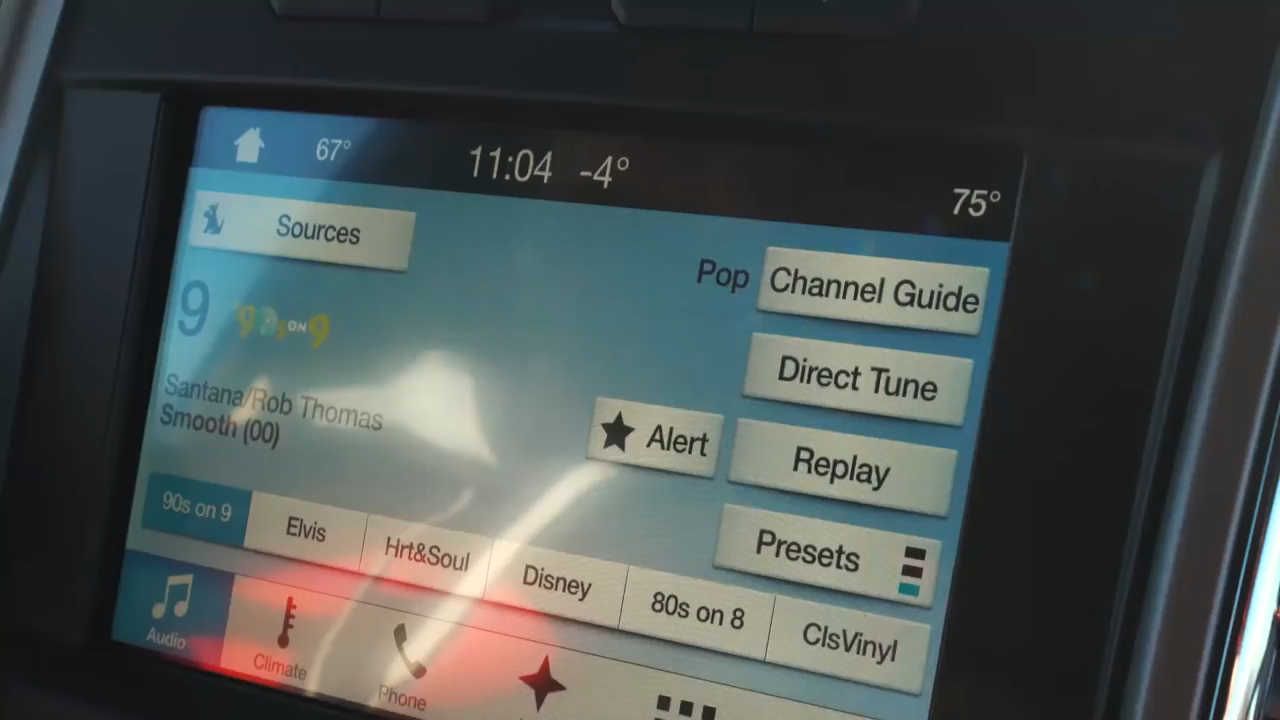 67° 11:04 -4° 75°
Sources
Pop Channel Guide
9 90s ON 9
Direct Tune
Santana/Rob Thomas
Smooth (00)
Alert
Replay
Presets
90s on 9 Elvis Hrt&Soul Disney 80s on 8 ClsVinyl
Audio Climate Phone